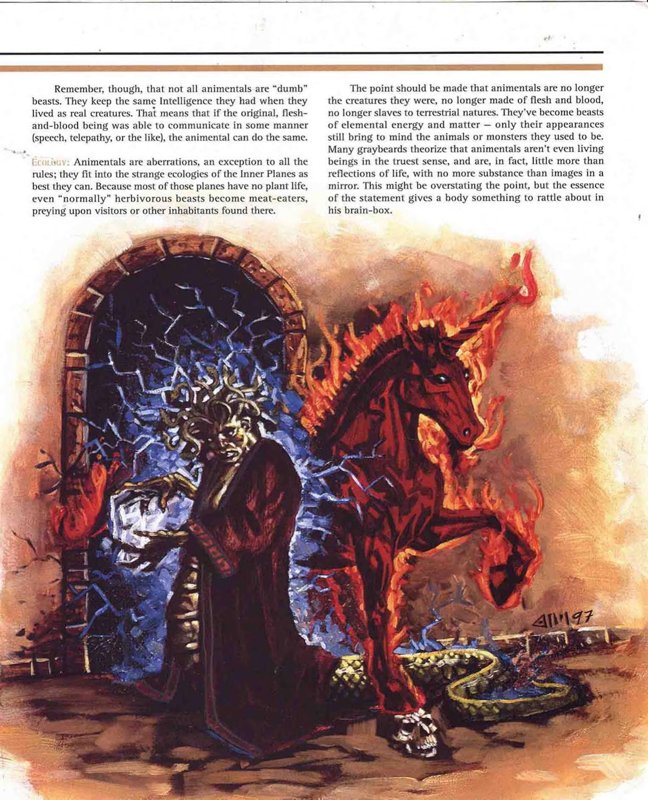 Remember, though, that not all animentals are “dumb”
beasts. They keep the same Intelligence they had when they
lived as real creatures. That means that if the original, flesh-
and-blood being was able to communicate in some manner
(speech, telepathy, or the like), the animental can do the same.
ECOLOGY: Animentals are aberrations, an exception to all the
rules; they fit into the strange ecologies of the Inner Planes as
best they can. Because most of those planes have no plant life,
even “normally” herbivorous beasts become meat-eaters,
preying upon visitors or other inhabitants found there.
The point should be made that animentals are no longer
the creatures they were, no longer made of flesh and blood,
no longer slaves to terrestrial natures. They’ve become beasts
of elemental energy and matter — only their appearances
still bring to mind the animals or monsters they used to be.
Many graybeards theorize that animentals aren’t even living
beings in the truest sense, and are, in fact, little more than
reflections of life, with no more substance than images in a
mirror. This might be overstating the point, but the essence
of the statement gives a body something to rattle about in
his brain-box.
97